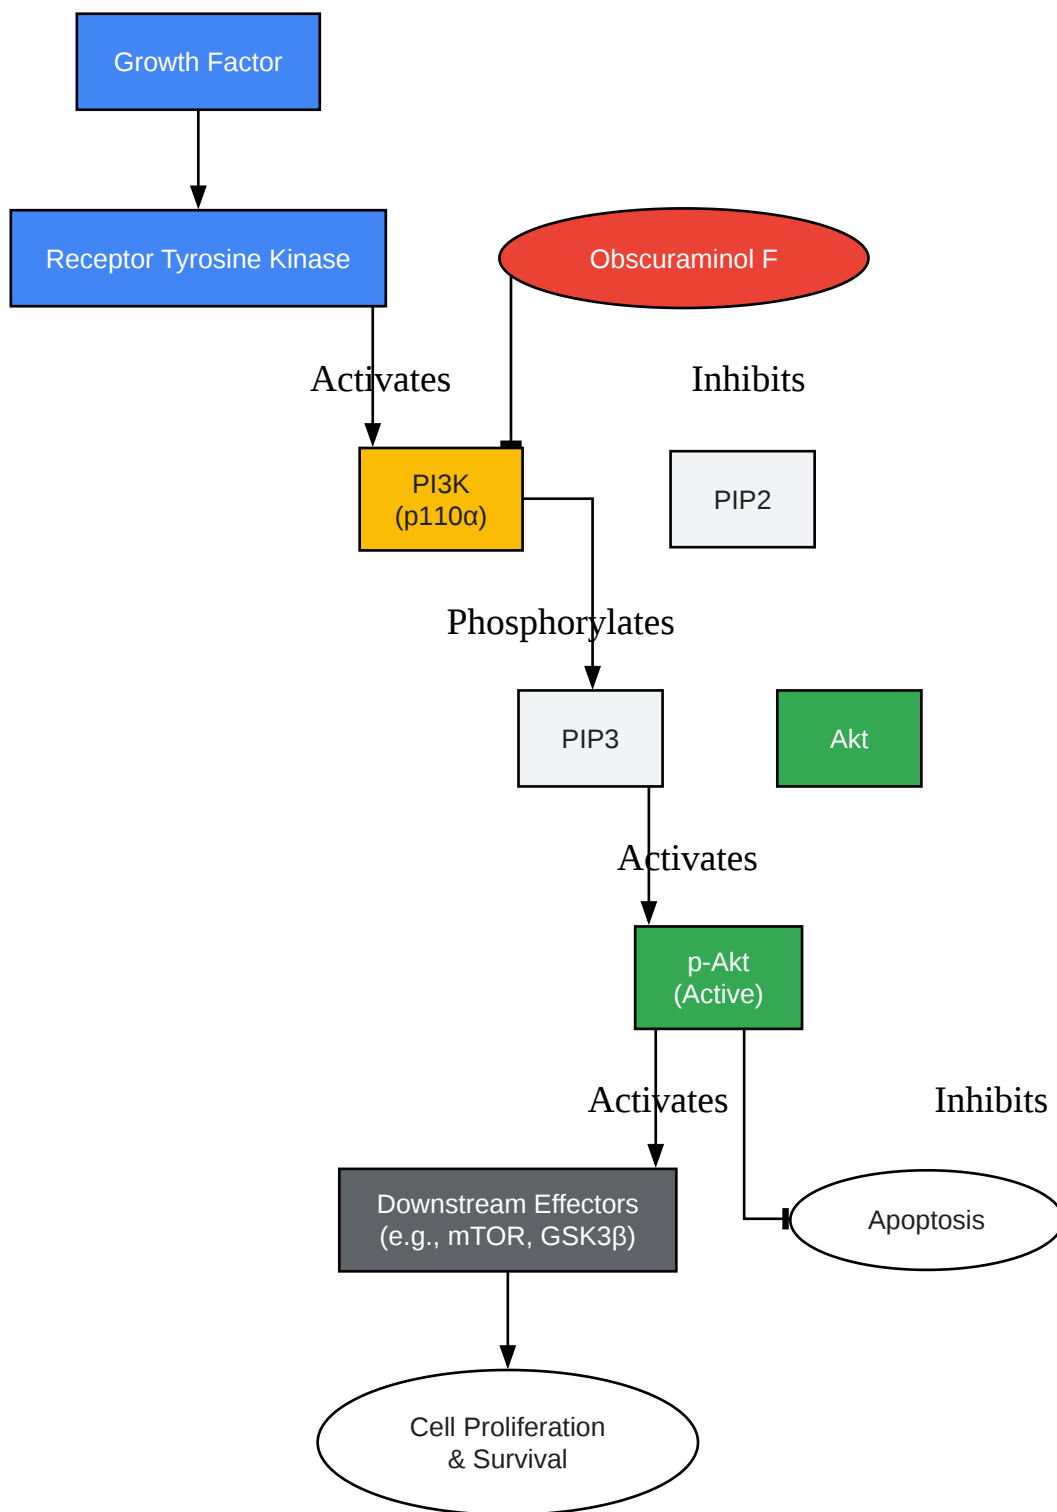 Growth Factor
Receptor Tyrosine Kinase
Obscuraminol F
Activates
Inhibits
PI3K
(p110α)
PIP2
Phosphorylates
PIP3
Akt
Activates
p-Akt
(Active)
Activates
Inhibits
Downstream Effectors
(e.g., mTOR, GSK3β)
Apoptosis
Cell Proliferation
& Survival